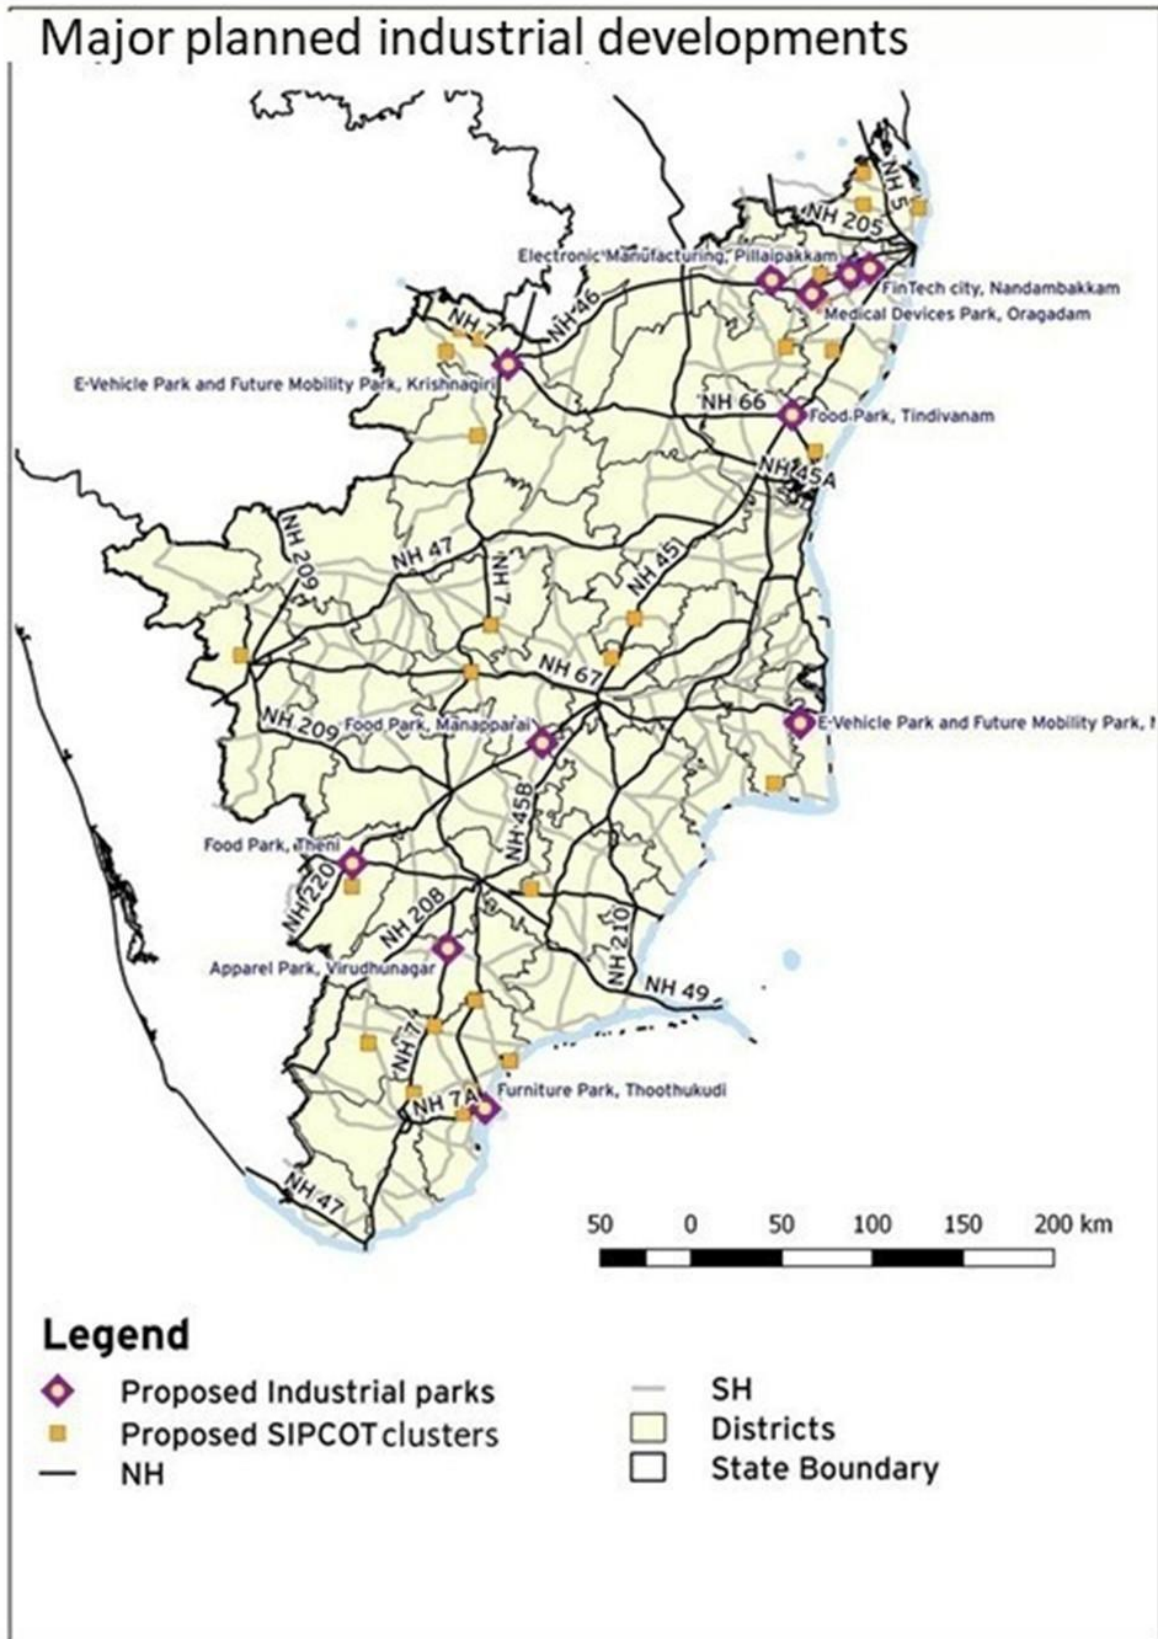 Major planned industrial developments
NH 5
NH 205
Electronic Manufacturing, Pillaipakkam
FinTech city, Nandambakkam
NH 46
Medical Devices Park, Oragadam
NH 7
E-Vehicle Park and Future Mobility Park, Krishnagiri
NH 66
Food Park, Tindivanam
NH 45A
NH 209
NH 47
NH 7
NH 45
NH 67
NH 209
Food Park, Manapparai
E-Vehicle Park and Future Mobility Park,
NH 45B
Food Park, Theni
NH 220
NH 208
NH 210
Apparel Park, Virudhunagar
NH 49
NH 7
Furniture Park, Thoothukudi
NH 7A
NH 47
50 0 50 100 150 200 km
Legend
Proposed Industrial parks
Proposed SIPCOT clusters
NH
SH
Districts
State Boundary